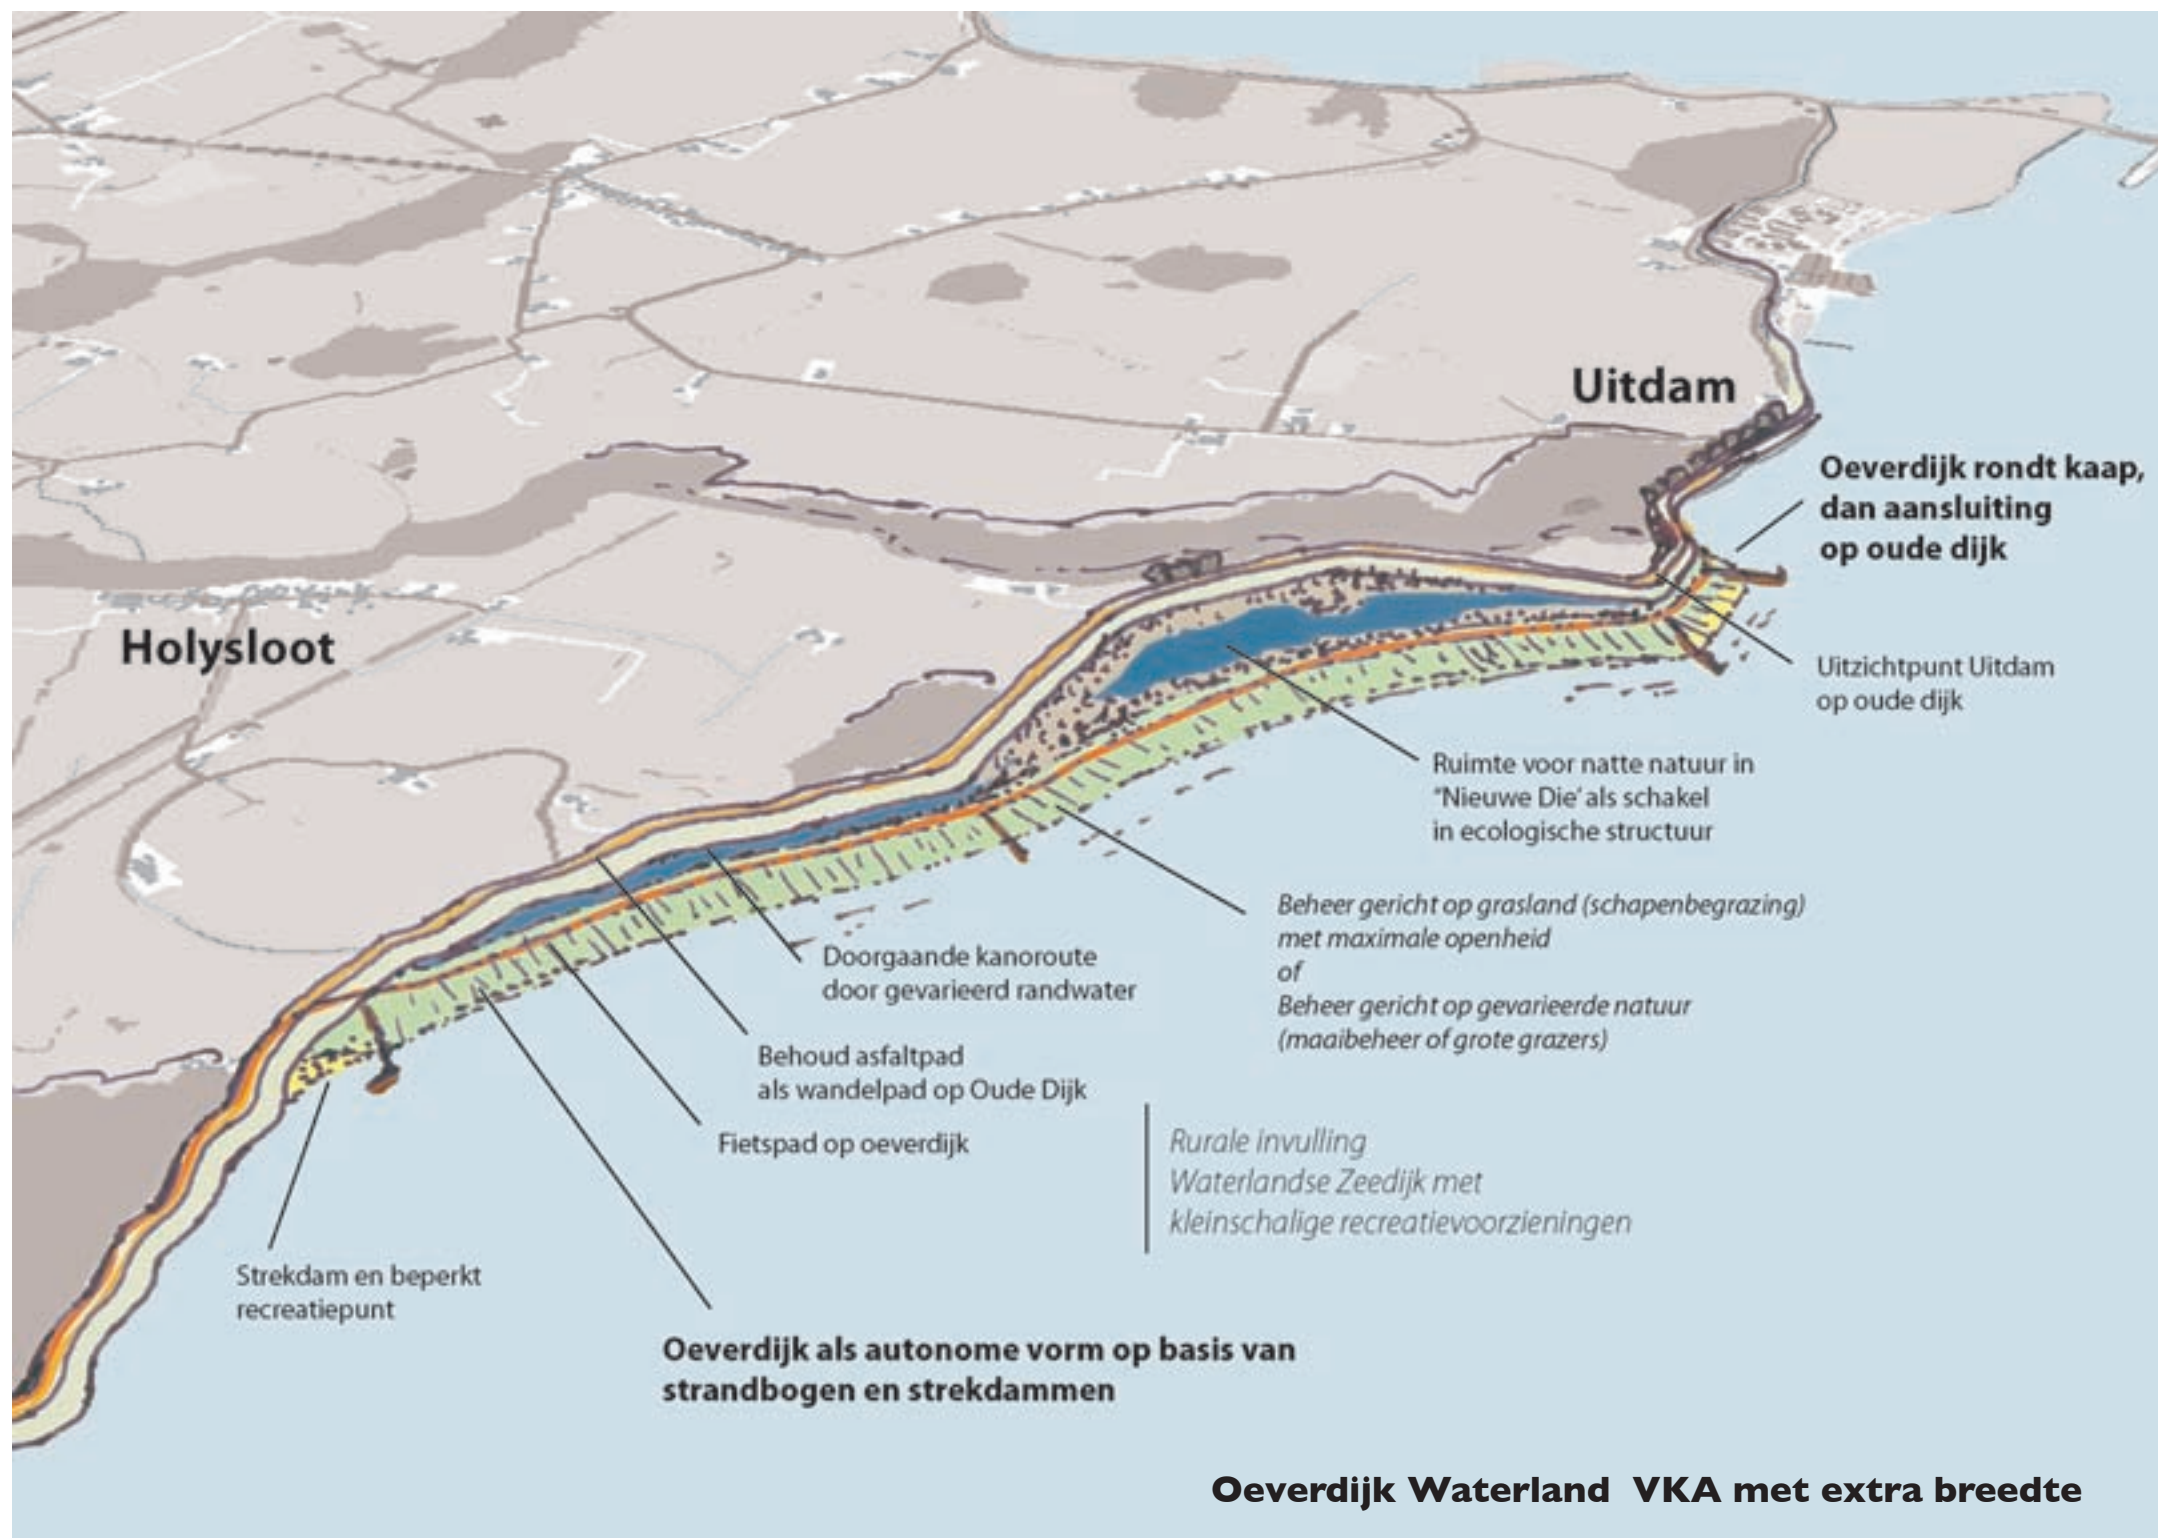 Uitdam
Oeverdijk rondt kaap,
dan aansluiting
op oude dijk
Holysloot
Uitzichtpunt Uitdam
op oude dijk
Ruimte voor natte natuur in
‘’Nieuwe Die’ als schakel
in ecologische structuur
Beheer gericht op grasland (schapenbegrazing)
met maximale openheid
of
Beheer gericht op gevarieerde natuur
(maaibeheer of grote grazers)
Doorgaande kanoroute
door gevarieerd randwater
Behoud asfaltpad
als wandelpad op Oude Dijk
Fietspad op oeverdijk
Rurale invulling
Waterlandse Zeedijk met
kleinschalige recreatievoorzieningen
Strekdam en beperkt
recreatiepunt
Oeverdijk als autonome vorm op basis van
strandbogen en strekdammen
Oeverdijk Waterland VKA met extra breedte